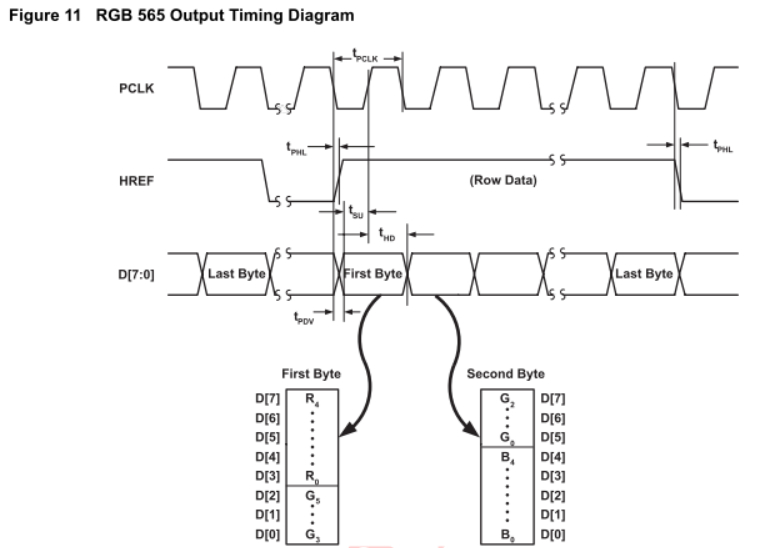 Figure 11 RGB 565 Output Timing Diagram
tPCLK
PCLK
tPHL
tPHL
HREF
(Row Data)
tSU
tHD
D[7:0]
Last Byte
First Byte
Last Byte
tPDV
First Byte
Second Byte
D[7] R4
D[6]
D[5]
D[4]
D[3] R0
D[2] G5
D[1]
D[0] G3
G2 D[7]
D[6]
G0 D[5]
B4 D[4]
D[3]
D[2]
D[1]
B0 D[0]